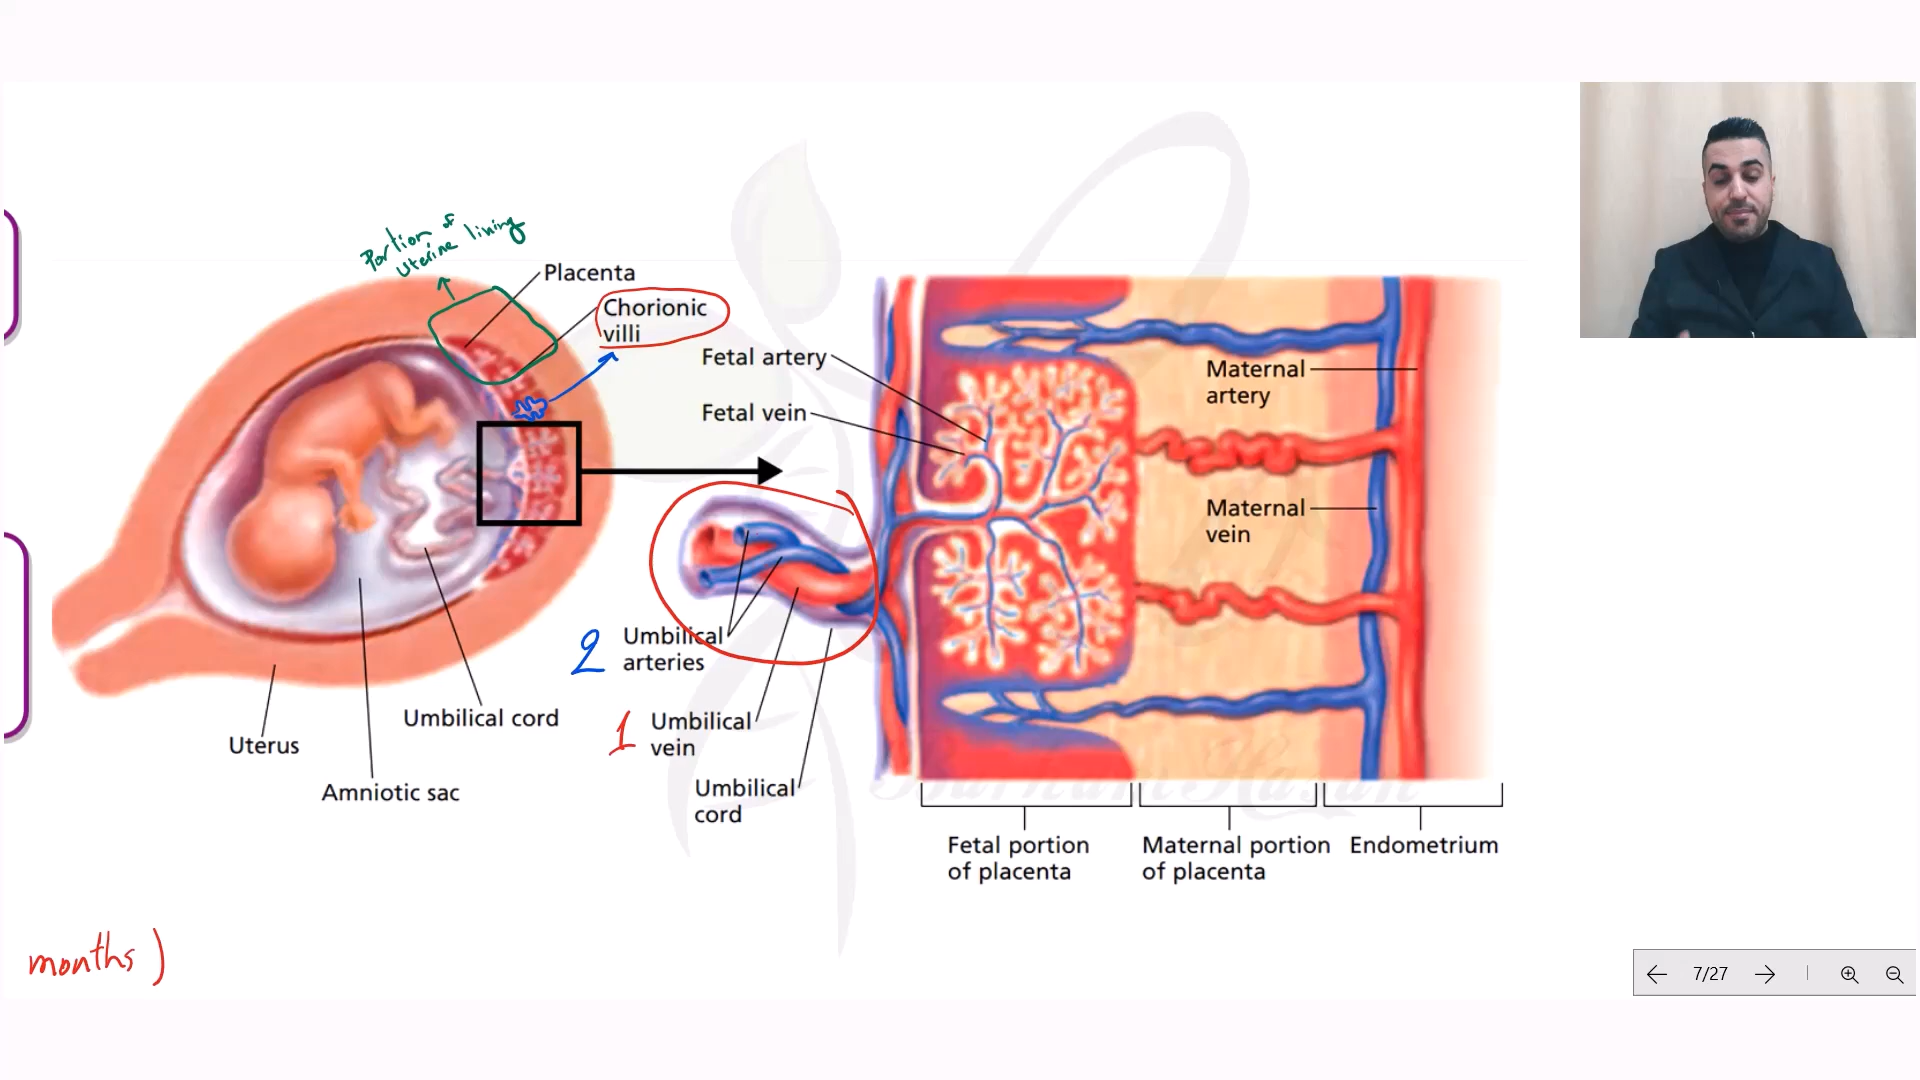 Portion of
uterine lining
Placenta
Chorionic
villi
Fetal artery
Fetal vein
Maternal
artery
Maternal
vein
2 Umbilical
arteries
1 Umbilical
vein
Umbilical
cord
Umbilical cord
Uterus
Amniotic sac
Fetal portion
of placenta
Maternal portion
of placenta
Endometrium
months )
7/27